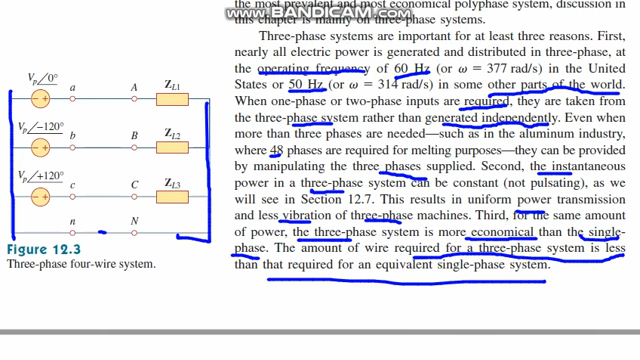 the most prevalent and most economical polyphase system, discussion in
www.BANDICAM.com
this chapter is mainly on three-phase systems.
Three-phase systems are important for at least three reasons. First,
nearly all electric power is generated and distributed in three-phase, at
the operating frequency of 60 Hz (or ω = 377 rad/s) in the United
States or 50 Hz (or ω = 314 rad/s) in some other parts of the world.
When one-phase or two-phase inputs are required, they are taken from
the three-phase system rather than generated independently. Even when
more than three phases are needed—such as in the aluminum industry,
where 48 phases are required for melting purposes—they can be provided
by manipulating the three phases supplied. Second, the instantaneous
power in a three-phase system can be constant (not pulsating), as we
will see in Section 12.7. This results in uniform power transmission
and less vibration of three-phase machines. Third, for the same amount
of power, the three-phase system is more economical than the single-
phase. The amount of wire required for a three-phase system is less
than that required for an equivalent single-phase system.
Vp/0° a A ZL1
− +
Vp/−120° b B ZL2
− +
Vp/+120° c C ZL3
− +
n N
Figure 12.3
Three-phase four-wire system.